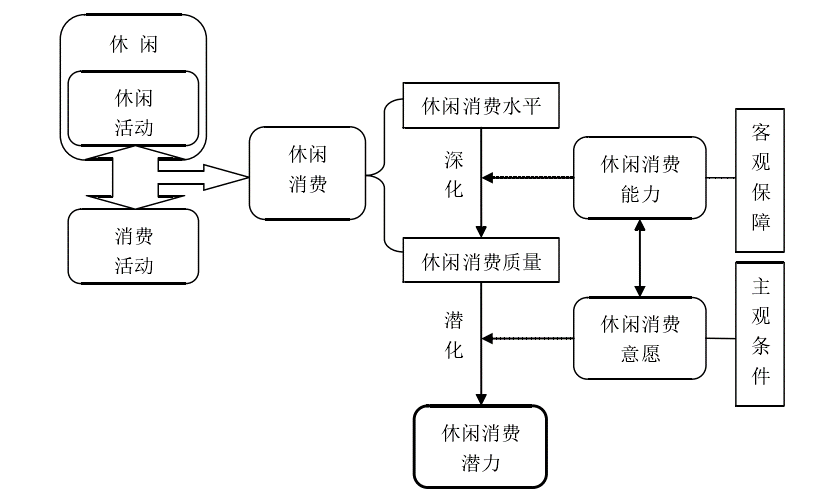 休 闲
休闲
活动
消费
活动
休闲
消费
休闲消费水平
深
化
休闲消费质量
潜
化
休闲消费
潜力
休闲消费
能力
休闲消费
意愿
客
观
保
障
主
观
条
件